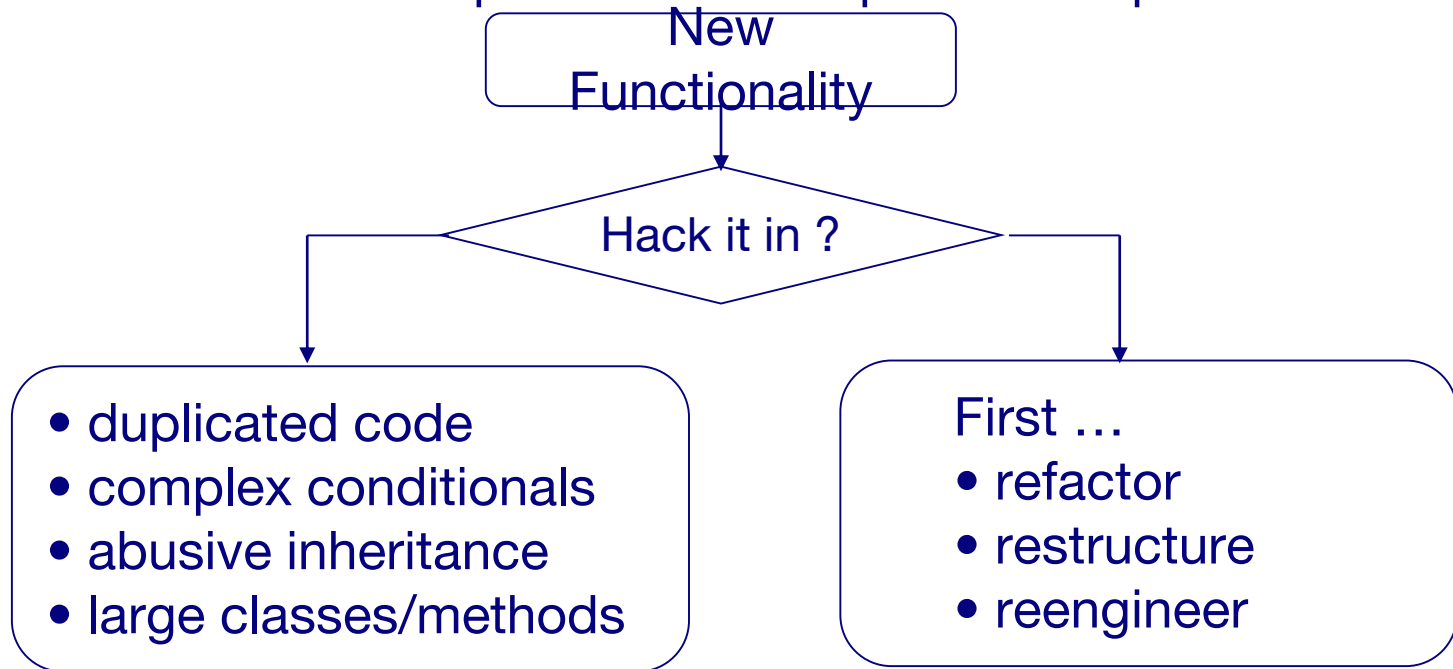 New
Functionality
Hack it in ?
• duplicated code
• complex conditionals
• abusive inheritance
• large classes/methods
First …
• refactor
• restructure
• reengineer